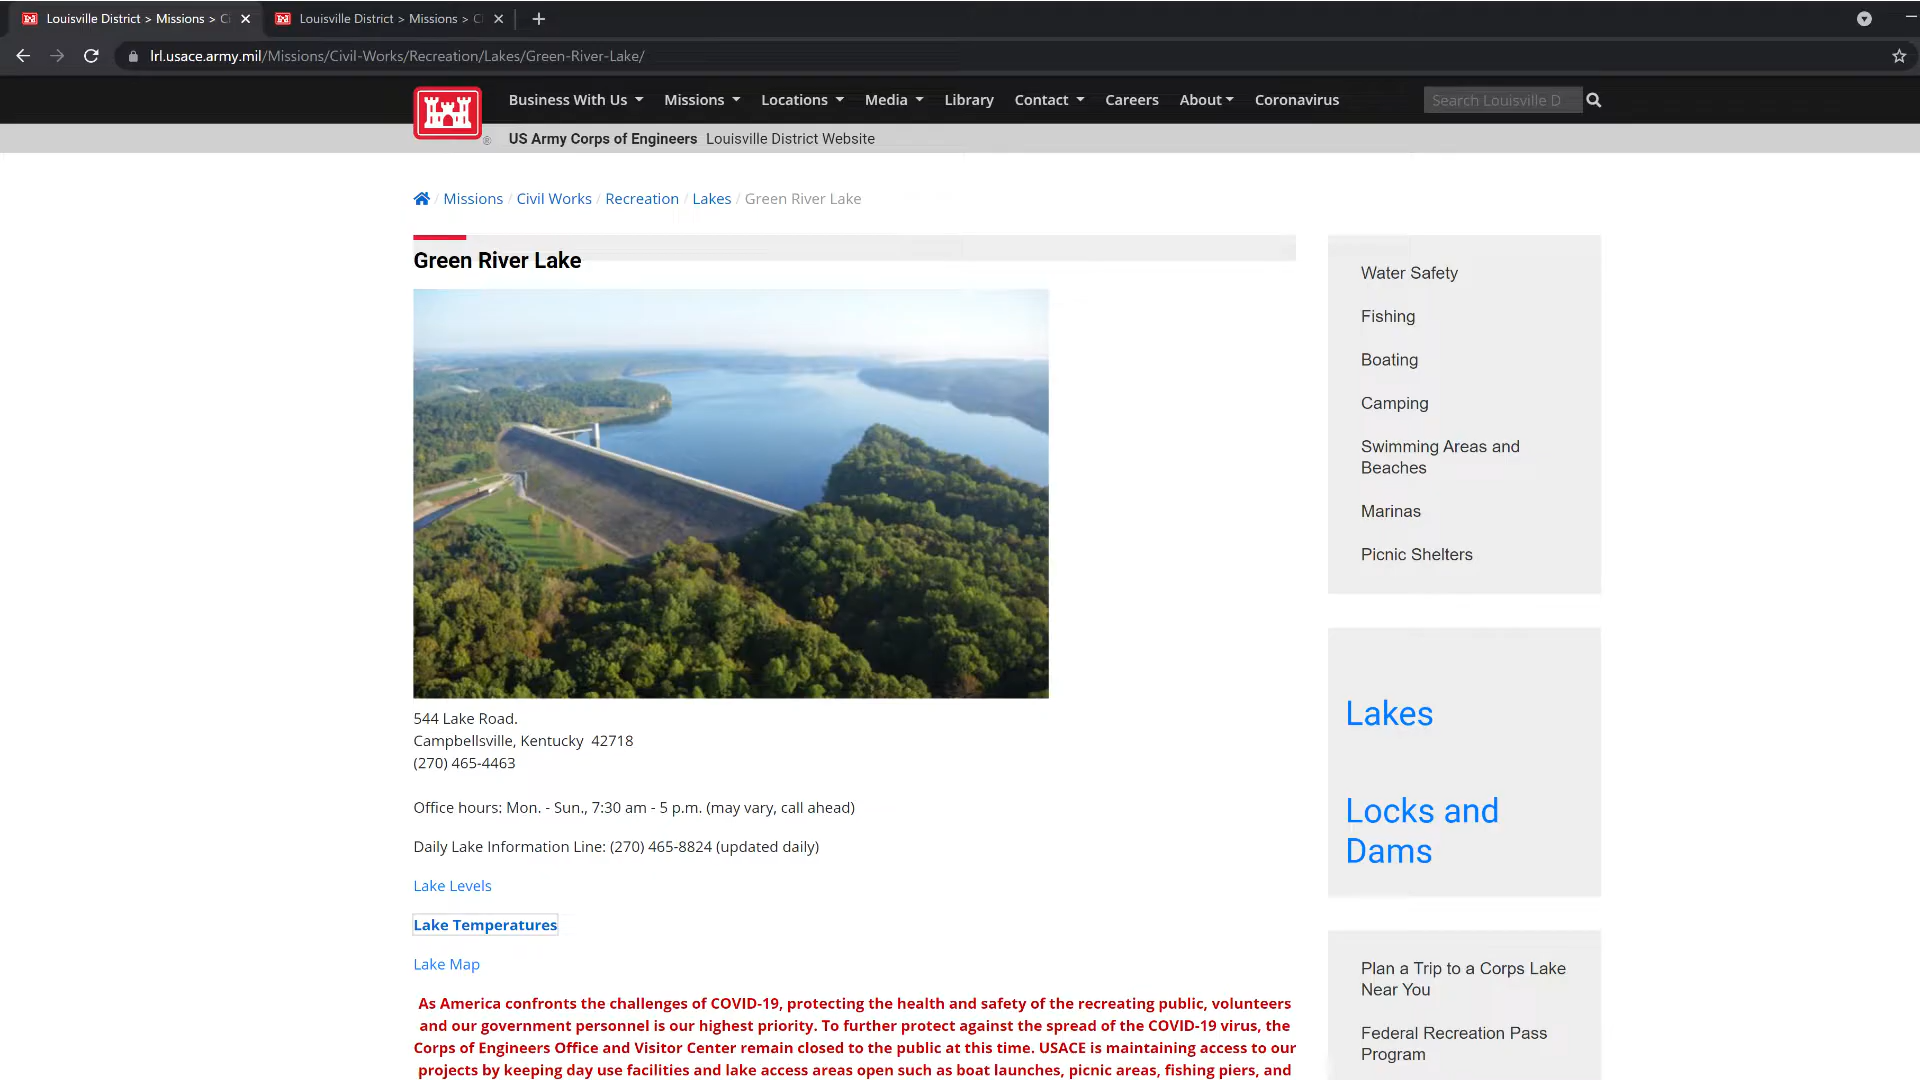 Louisville District > Missions > Ci
Louisville District > Missions > C
lrl.usace.army.mil/Missions/Civil-Works/Recreation/Lakes/Green-River-Lake/
Business With Us
Missions
Locations
Media
Library
Contact
Careers
About
Coronavirus
Search Louisville D
US Army Corps of Engineers Louisville District Website
®
/ Missions / Civil Works / Recreation / Lakes / Green River Lake
Green River Lake
544 Lake Road.
Campbellsville, Kentucky 42718
(270) 465-4463
Office hours: Mon. - Sun., 7:30 am - 5 p.m. (may vary, call ahead)
Daily Lake Information Line: (270) 465-8824 (updated daily)
Lake Levels
Lake Temperatures
Lake Map
As America confronts the challenges of COVID-19, protecting the health and safety of the recreating public, volunteers
and our government personnel is our highest priority. To further protect against the spread of the COVID-19 virus, the
Corps of Engineers Office and Visitor Center remain closed to the public at this time. USACE is maintaining access to our
projects by keeping day use facilities and lake access areas open such as boat launches, picnic areas, fishing piers, and
Water Safety
Fishing
Boating
Camping
Swimming Areas and
Beaches
Marinas
Picnic Shelters
Lakes
Locks and
Dams
Plan a Trip to a Corps Lake
Near You
Federal Recreation Pass
Program